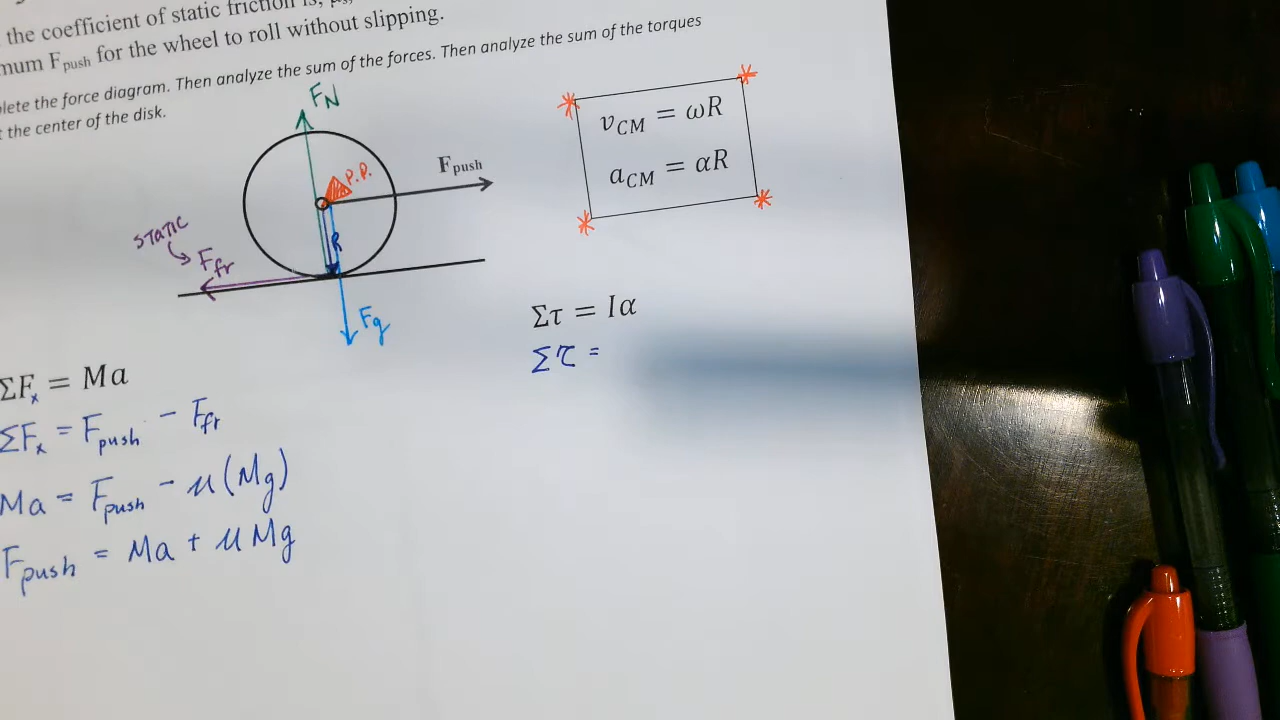 the coefficient of static friction is,
mum F_push for the wheel to roll without slipping.
lete the force diagram. Then analyze the sum of the forces. Then analyze the sum of the torques
the center of the disk.
F_N
P.P.
F_push
STATIC
F_fr
R
F_g
v_CM = ωR
a_CM = αR
ΣF_x = Ma
ΣF_x = F_push - F_fr
Ma = F_push - μ(Mg)
F_push = Ma + μMg
Στ = Iα
Στ =